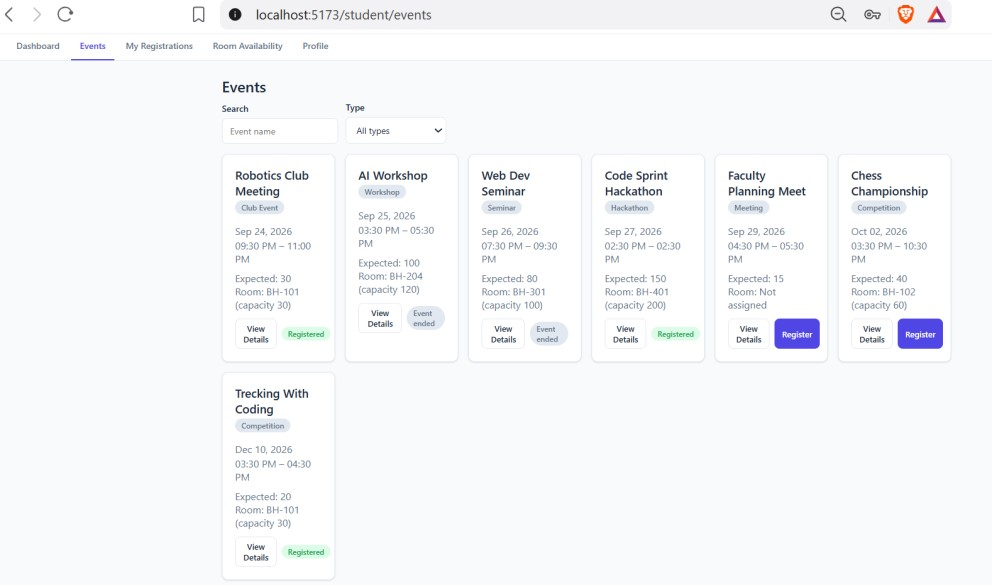 localhost:5173/student/events
Dashboard Events My Registrations Room Availability Profile
Events
Search
Event name
Type
All types
Robotics Club
Meeting
Club Event
Sep 24, 2026
09:30 PM – 11:00
PM
Expected: 30
Room: BH-101
(capacity 30)
View
Details
Registered
AI Workshop
Workshop
Sep 25, 2026
03:30 PM – 05:30
PM
Expected: 100
Room: BH-204
(capacity 120)
View
Details
Event
ended
Web Dev
Seminar
Seminar
Sep 26, 2026
07:30 PM – 09:30
PM
Expected: 80
Room: BH-301
(capacity 100)
View
Details
Event
ended
Code Sprint
Hackathon
Hackathon
Sep 27, 2026
02:30 PM – 02:30
PM
Expected: 150
Room: BH-401
(capacity 200)
View
Details
Registered
Faculty
Planning Meet
Meeting
Sep 29, 2026
04:30 PM – 05:30
PM
Expected: 15
Room: Not
assigned
View
Details
Register
Chess
Championship
Competition
Oct 02, 2026
03:30 PM – 10:30
PM
Expected: 40
Room: BH-102
(capacity 60)
View
Details
Register
Trecking With
Coding
Competition
Dec 10, 2026
03:30 PM – 04:30
PM
Expected: 20
Room: BH-101
(capacity 30)
View
Details
Registered